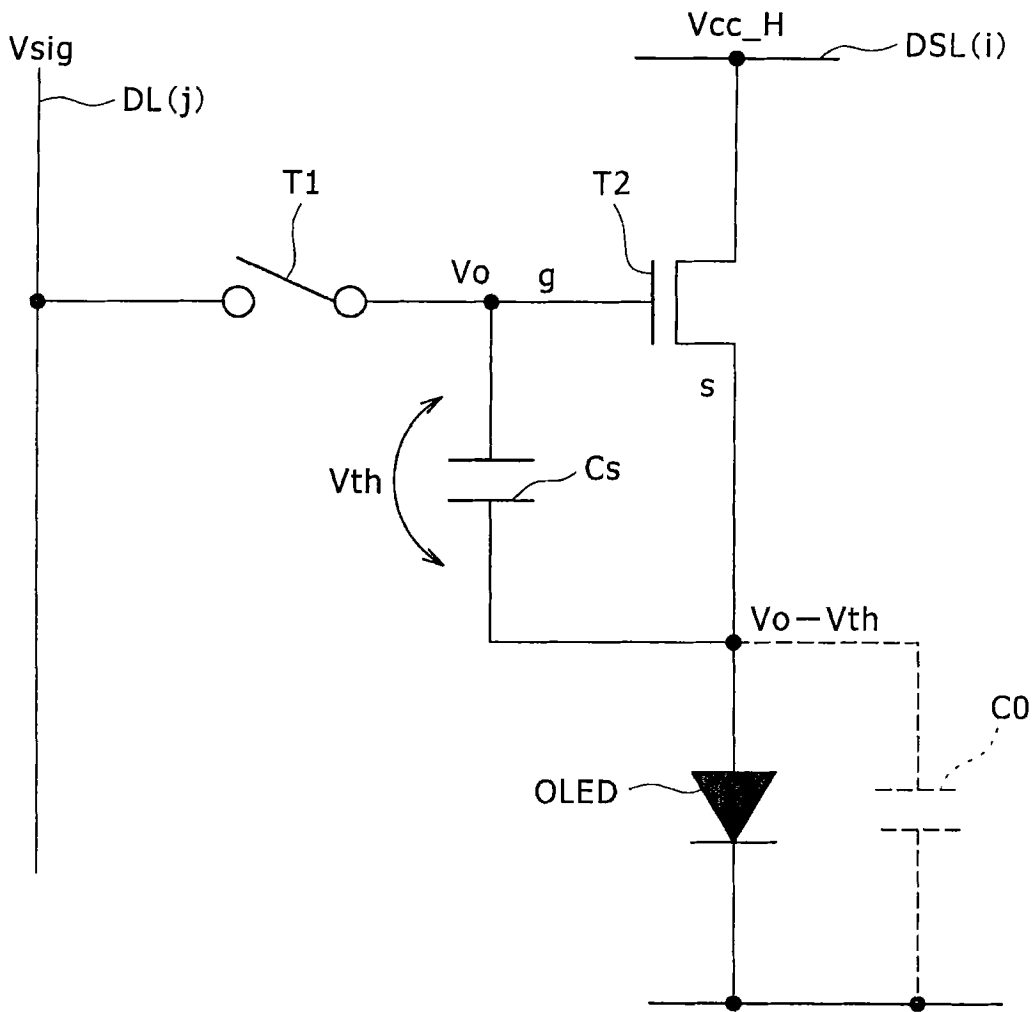 Vcc_H
DSL(i)
Vsig
DL(j)
T1
T2
Vo
g
s
Vth
Cs
Vo−Vth
C0
OLED